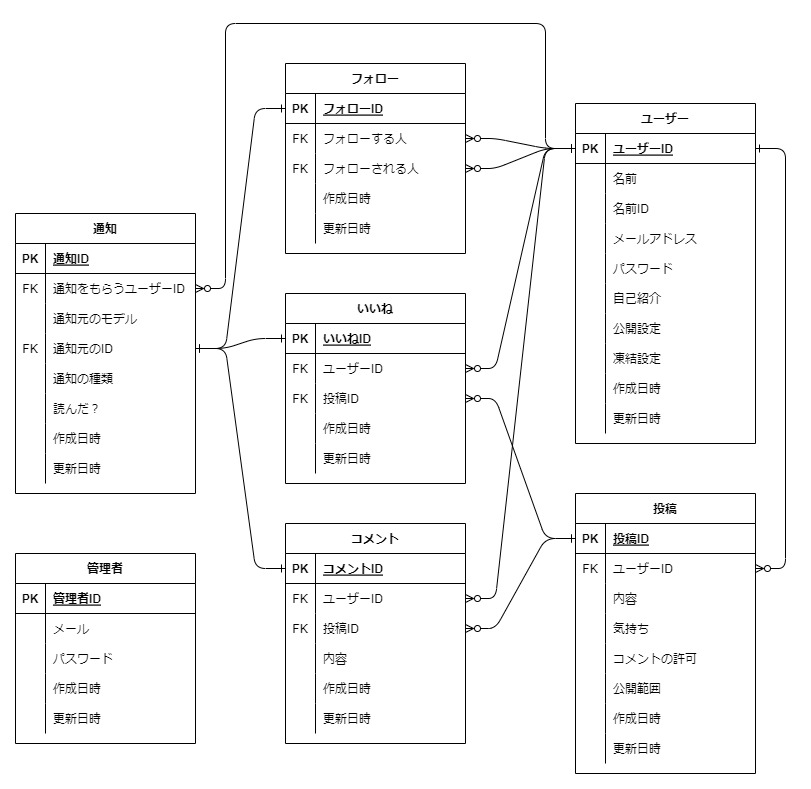 フォロー
PK フォローID
FK フォローする人
FK フォローされる人
作成日時
更新日時
ユーザー
PK ユーザーID
名前
名前ID
メールアドレス
パスワード
自己紹介
公開設定
凍結設定
作成日時
更新日時
通知
PK 通知ID
FK 通知をもらうユーザーID
通知元のモデル
FK 通知元のID
通知の種類
読んだ？
作成日時
更新日時
いいね
PK いいねID
FK ユーザーID
FK 投稿ID
作成日時
更新日時
投稿
PK 投稿ID
FK ユーザーID
内容
気持ち
コメントの許可
公開範囲
作成日時
更新日時
コメント
PK コメントID
FK ユーザーID
FK 投稿ID
内容
作成日時
更新日時
管理者
PK 管理者ID
メール
パスワード
作成日時
更新日時